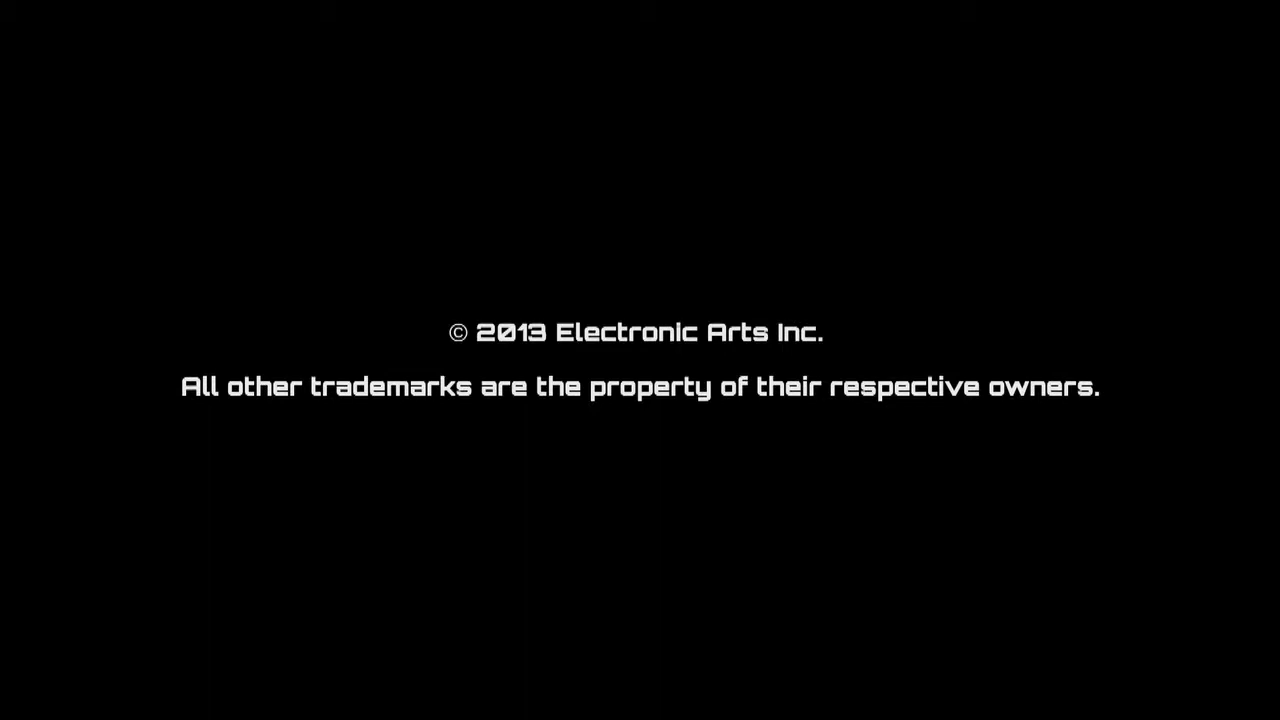 © 2013 Electronic Arts Inc.
All other trademarks are the property of their respective owners.